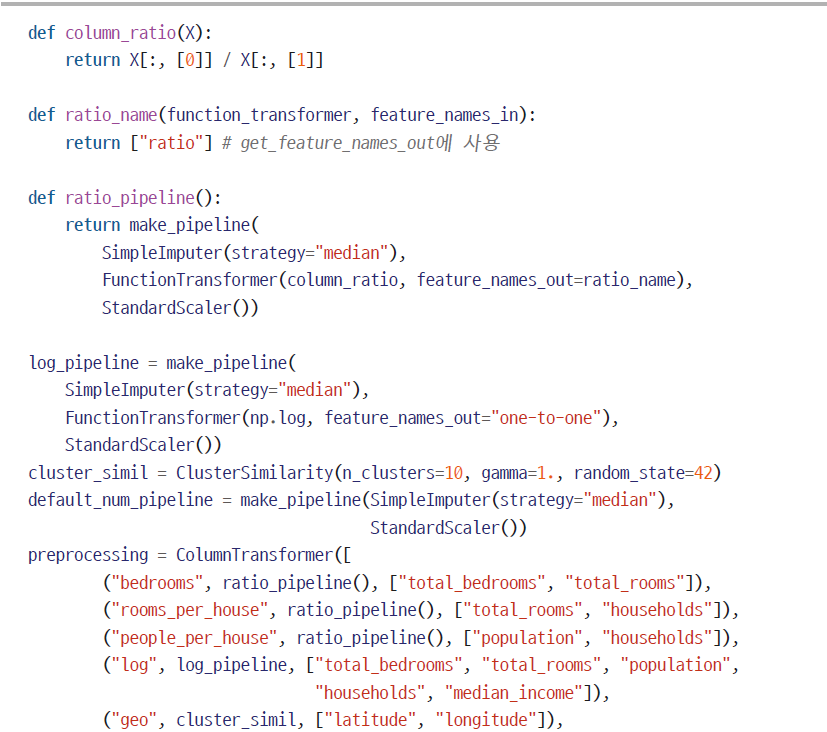 def column_ratio(X):
    return X[:, [0]] / X[:, [1]]

def ratio_name(function_transformer, feature_names_in):
    return ["ratio"] # get_feature_names_out에 사용

def ratio_pipeline():
    return make_pipeline(
        SimpleImputer(strategy="median"),
        FunctionTransformer(column_ratio, feature_names_out=ratio_name),
        StandardScaler())

log_pipeline = make_pipeline(
    SimpleImputer(strategy="median"),
    FunctionTransformer(np.log, feature_names_out="one-to-one"),
    StandardScaler())
cluster_simil = ClusterSimilarity(n_clusters=10, gamma=1., random_state=42)
default_num_pipeline = make_pipeline(SimpleImputer(strategy="median"),
                                     StandardScaler())
preprocessing = ColumnTransformer([
        ("bedrooms", ratio_pipeline(), ["total_bedrooms", "total_rooms"]),
        ("rooms_per_house", ratio_pipeline(), ["total_rooms", "households"]),
        ("people_per_house", ratio_pipeline(), ["population", "households"]),
        ("log", log_pipeline, ["total_bedrooms", "total_rooms", "population",
                               "households", "median_income"]),
        ("geo", cluster_simil, ["latitude", "longitude"]),